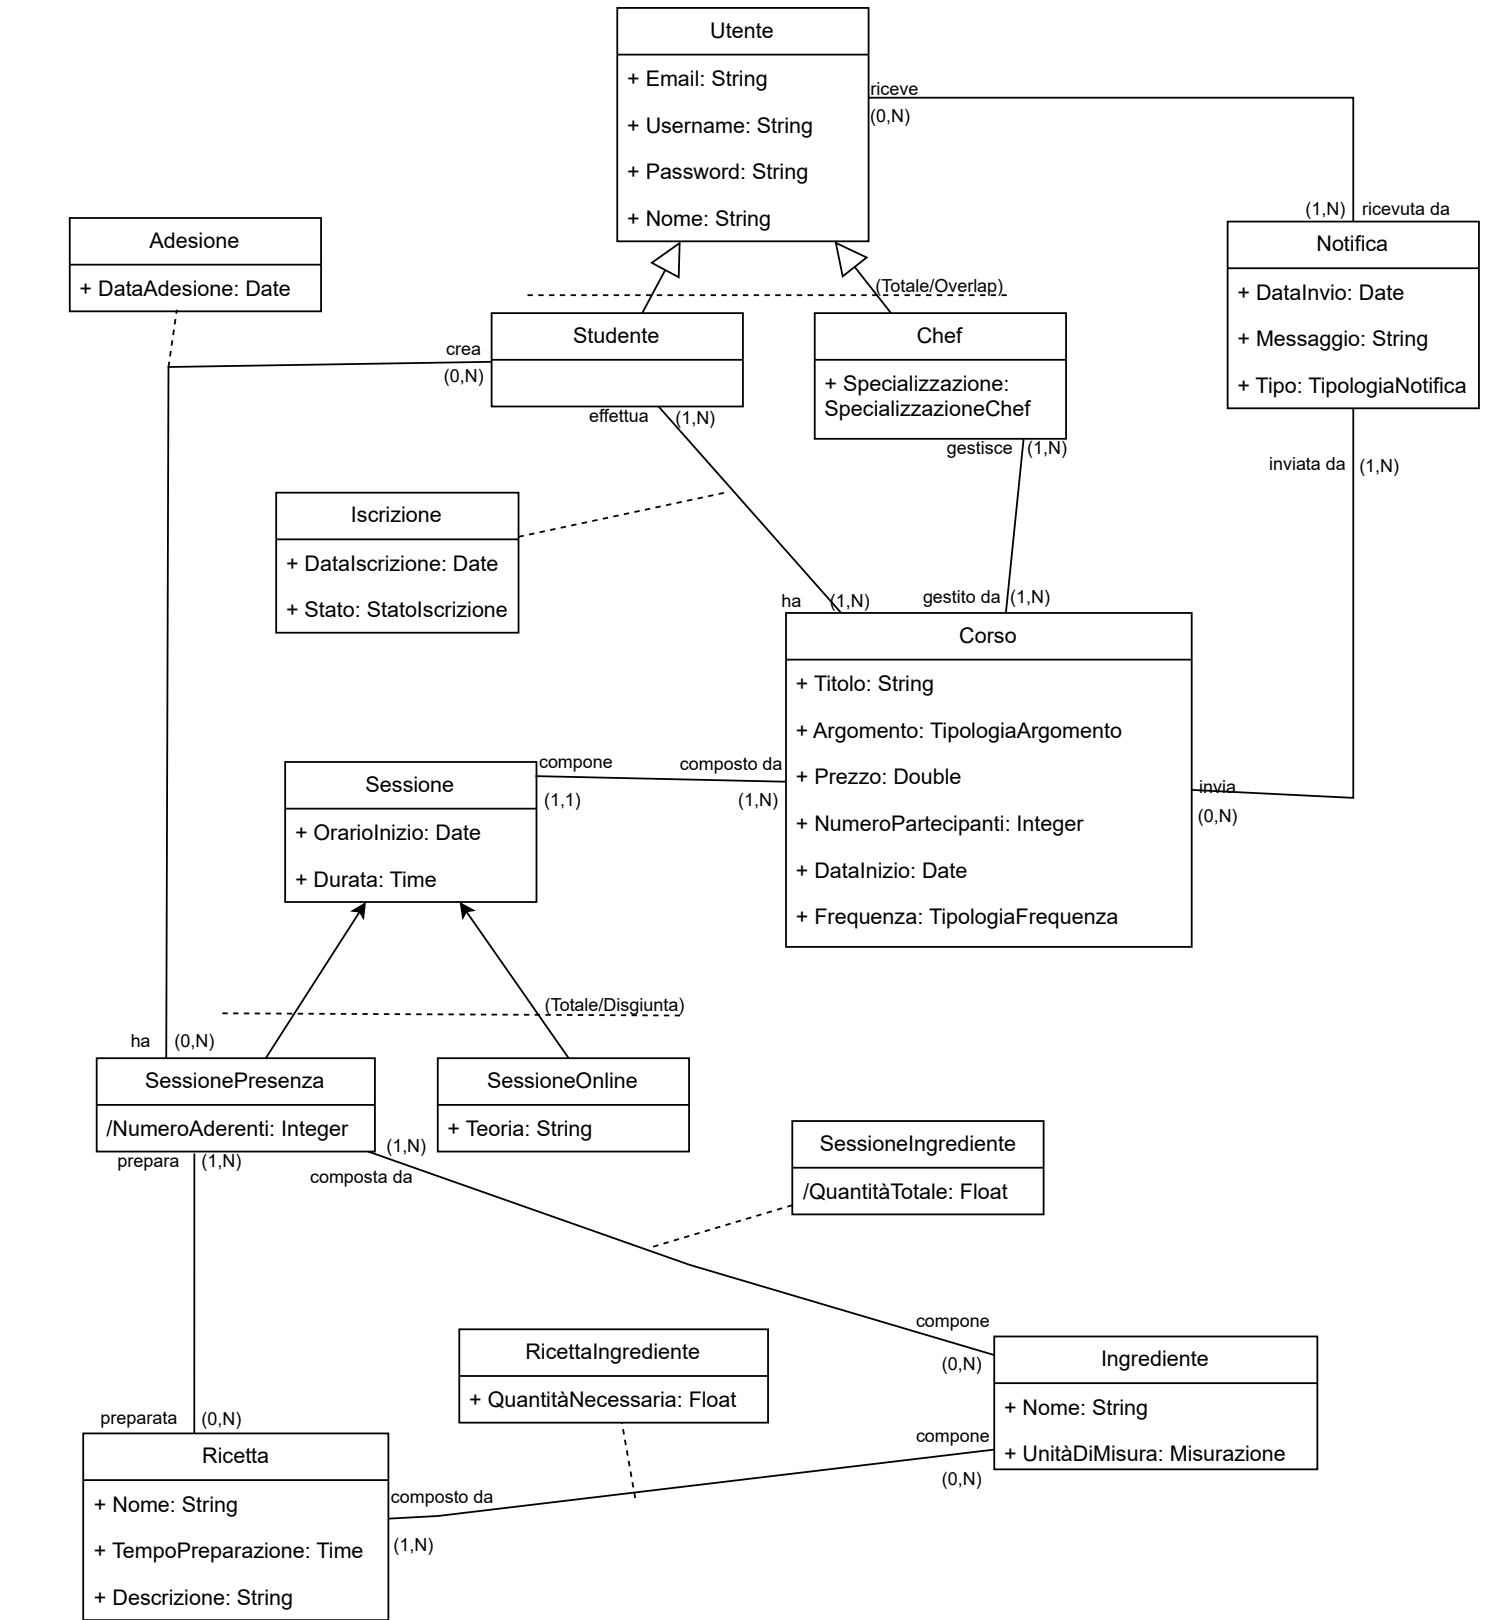 Utente
+ Email: String
+ Username: String
+ Password: String
+ Nome: String
riceve
(0,N)
(1,N)
ricevuta da
Notifica
+ DataInvio: Date
+ Messaggio: String
+ Tipo: TipologiaNotifica
Adesione
+ DataAdesione: Date
(Totale/Overlap)
crea
(0,N)
Studente
Chef
+ Specializzazione:
SpecializzazioneChef
effettua
(1,N)
gestisce
(1,N)
inviata da
(1,N)
Iscrizione
+ DataIscrizione: Date
+ Stato: StatoIscrizione
ha
(1,N)
gestito da
(1,N)
Corso
+ Titolo: String
+ Argomento: TipologiaArgomento
+ Prezzo: Double
+ NumeroPartecipanti: Integer
+ DataInizio: Date
+ Frequenza: TipologiaFrequenza
invia
(0,N)
compone
(1,1)
composto da
(1,N)
Sessione
+ OrarioInizio: Date
+ Durata: Time
(Totale/Disgiunta)
ha
(0,N)
SessionePresenza
/NumeroAderenti: Integer
SessioneOnline
+ Teoria: String
prepara
(1,N)
(1,N)
composta da
SessioneIngrediente
/QuantitàTotale: Float
compone
(0,N)
RicettaIngrediente
+ QuantitàNecessaria: Float
Ingrediente
+ Nome: String
+ UnitàDiMisura: Misurazione
compone
(0,N)
preparata
(0,N)
Ricetta
+ Nome: String
+ TempoPreparazione: Time
+ Descrizione: String
composto da
(1,N)